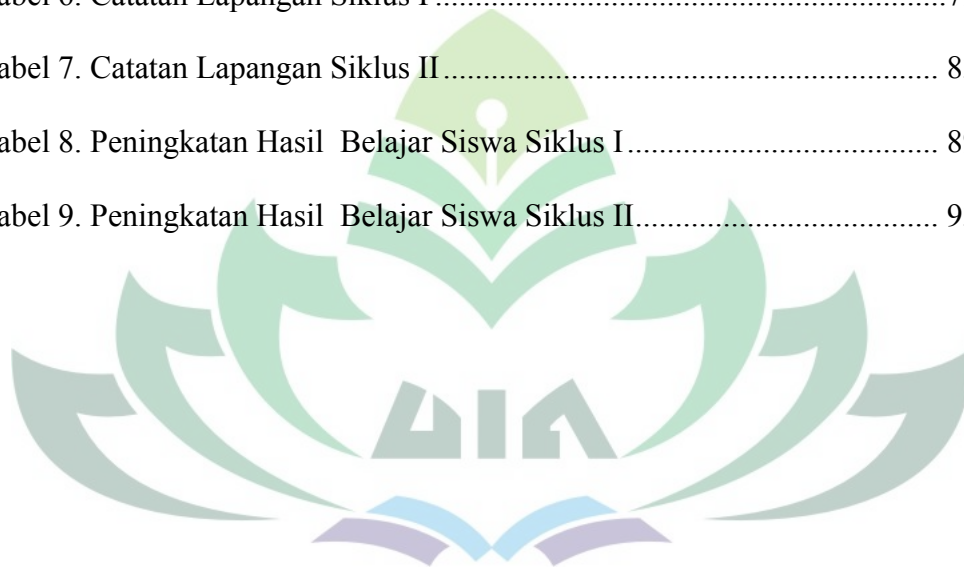 abel 6. Catatan Lapangan Siklus I ........................................................ 7
abel 7. Catatan Lapangan Siklus II ...................................................... 8
abel 8. Peningkatan Hasil Belajar Siswa Siklus I .................................. 8
abel 9. Peningkatan Hasil Belajar Siswa Siklus II ................................. 9
UIN